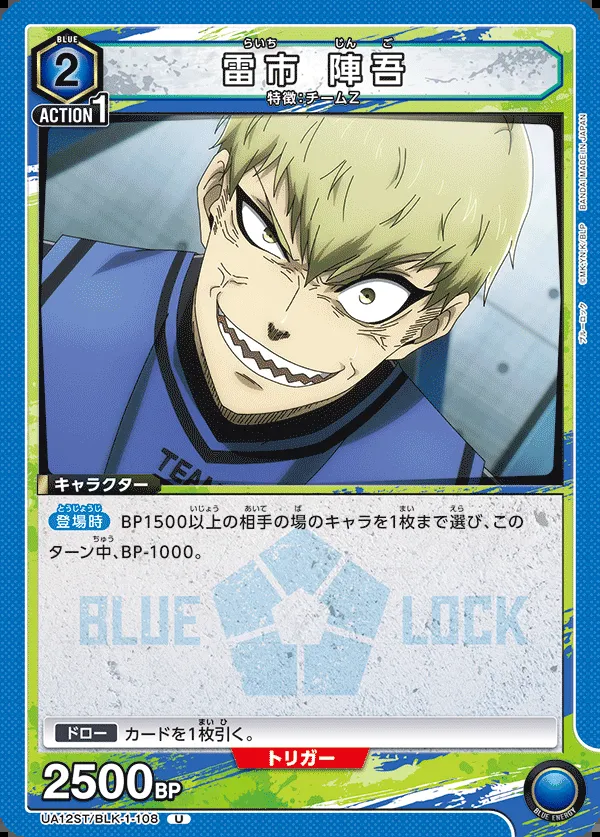 BLUE
2
ACTION1
らいち じん ご
雷市 陣吾
特徴:チームZ
BANDAI MADE IN JAPAN
©MK,YN,K/BLP
ブルーロック
TEA
キャラクター
とうじょうじ いじょう あいて ば まい えら
登場時 BP1500以上の相手の場のキャラを1枚まで選び、この
ちゅう
ターン中、BP-1000。
BLUE LOCK
まい ひ
ドロー カードを1枚引く。
トリガー
2500BP
BLUE ENERGY
UA12ST/BLK-1-108 U